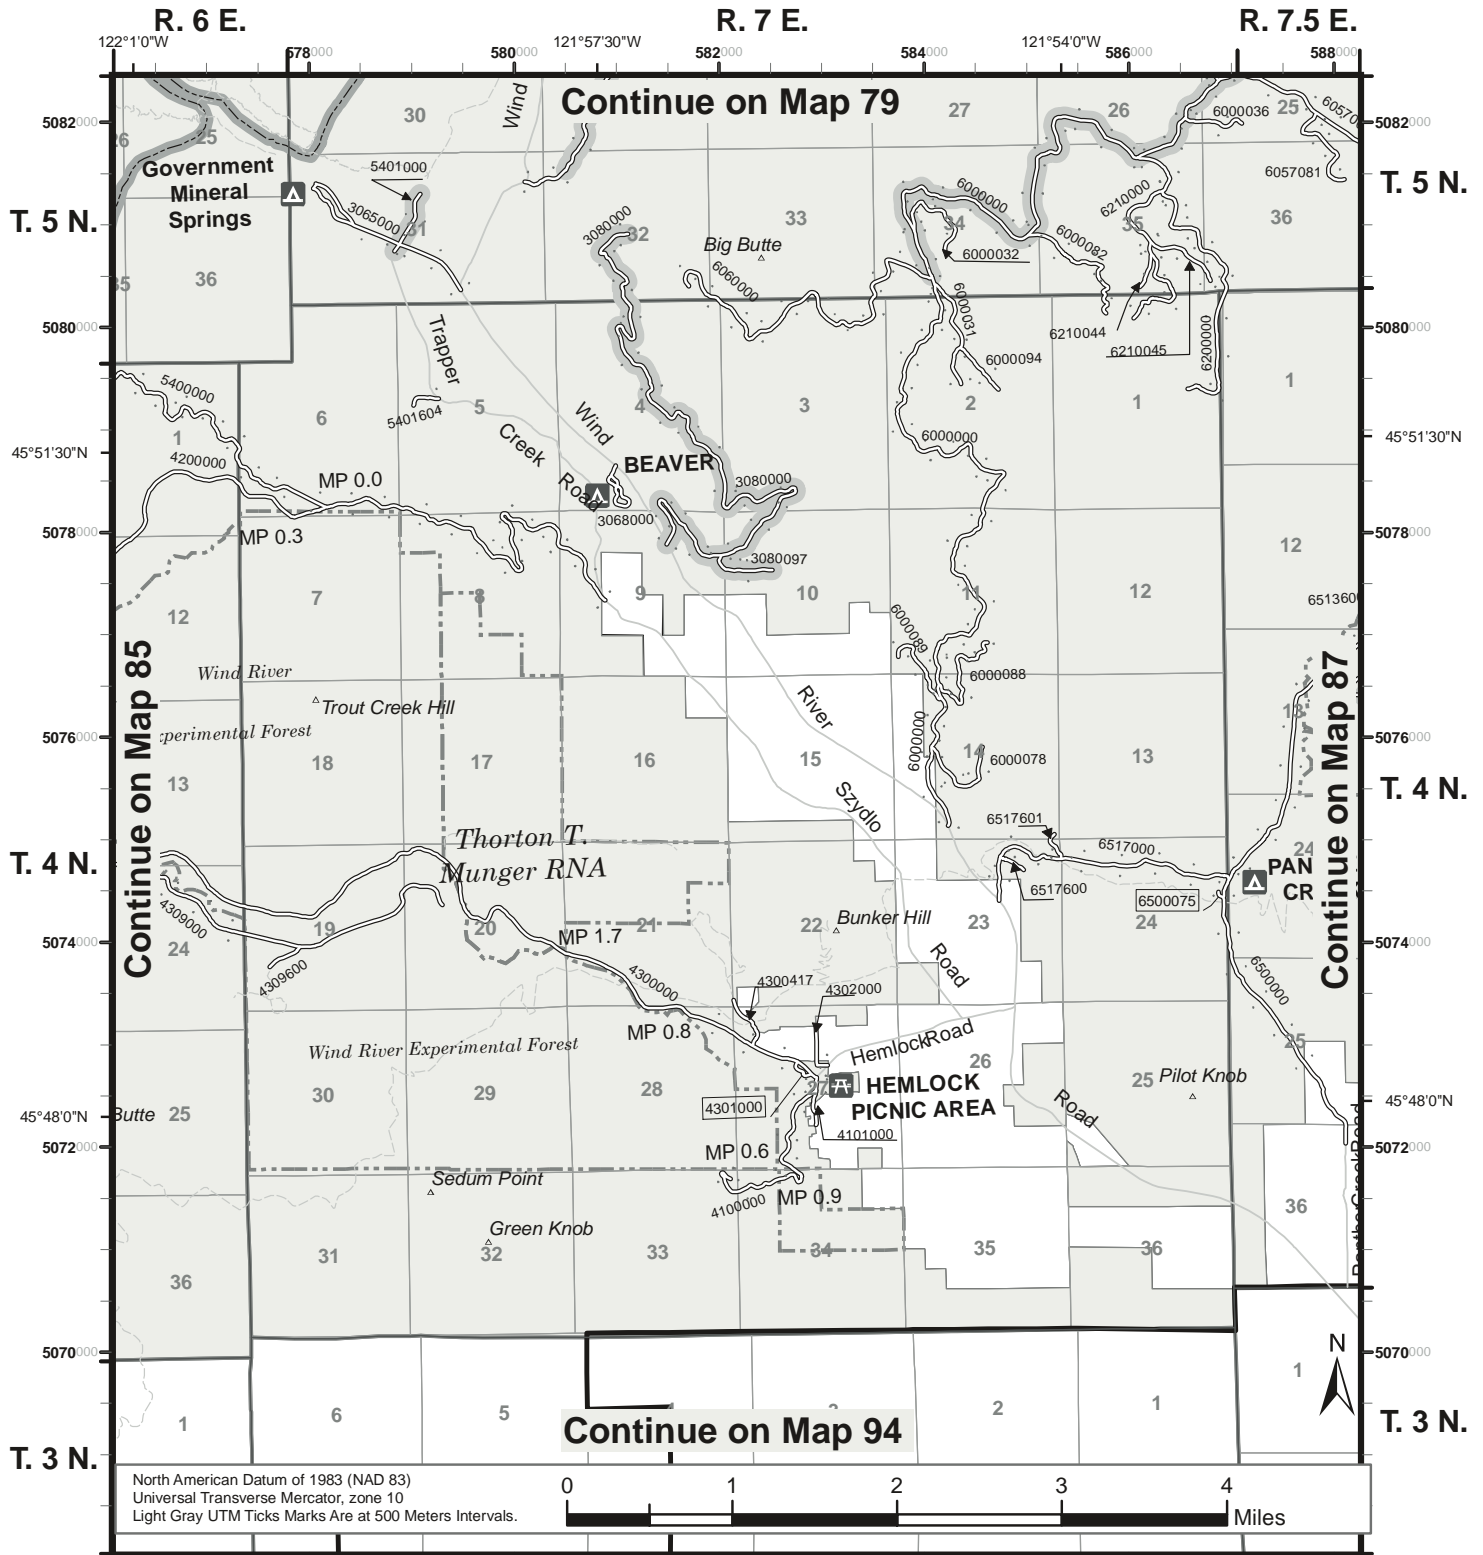 R. 6 E.
R. 7 E.
R. 7.5 E.
122°1'0"W
578000
580000
121°57'30"W
582000
584000
121°54'0"W
586000
588000
Continue on Map 79
Wind
30
27
26
25
6000036
5082000
5082000
26
25
Government
Mineral
Springs
5401000
3065000
31
T. 5 N.
T. 5 N.
6057081
3080000
32
33
Big Butte
6060000
6000000
34
6000032
6000082
6210000
35
36
35
36
6000031
6210044
6210045
6200000
6000094
5080000
5080000
Trapper
5400000
1
6
5401604
5
4
3
2
1
1
Creek
Wind
Road
BEAVER
45°51'30"N
45°51'30"N
4200000
MP 0.0
3080000
6000000
3068000
MP 0.3
5078000
5078000
3080097
12
7
8
9
10
11
12
12
6000089
6000088
Wind River
Trout Creek Hill
River
13
5076000
5076000
6000000
14
6000078
13
18
17
16
15
13
Continue on Map 85
Continue on Map 87
T. 4 N.
T. 4 N.
Szydlo
6517601
6517000
Thorton T.
Munger RNA
24
PAN
CR
6517600
6500075
4309000
24
19
20
21
22
Bunker Hill
23
24
5074000
5074000
MP 1.7
4309600
4300000
4300417
4302000
Road
6500000
MP 0.8
Hemlock Road
Wind River Experimental Forest
26
25
30
29
28
27
HEMLOCK
PICNIC AREA
25
Pilot Knob
4301000
4101000
Butte
25
45°48'0"N
45°48'0"N
Road
MP 0.6
5072000
5072000
Sedum Point
4100000
MP 0.9
Green Knob
36
31
32
33
34
35
36
36
5070000
5070000
N
1
6
5
2
1
1
Continue on Map 94
T. 3 N.
T. 3 N.
North American Datum of 1983 (NAD 83)
Universal Transverse Mercator, zone 10
Light Gray UTM Ticks Marks Are at 500 Meters Intervals.
0 1 2 3 4
Miles